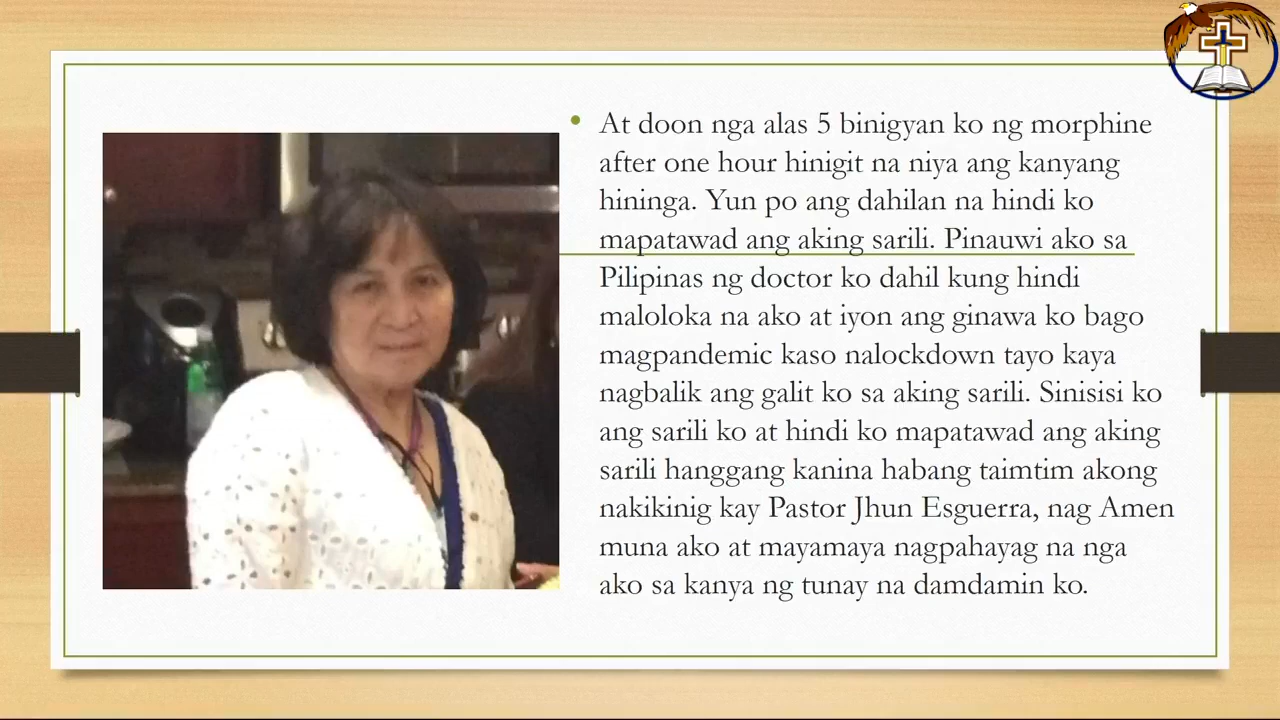 At doon nga alas 5 binigyan ko ng morphine
after one hour hinigit na niya ang kanyang
hininga. Yun po ang dahilan na hindi ko
mapatawad ang aking sarili. Pinauwi ako sa
Pilipinas ng doctor ko dahil kung hindi
maloloka na ako at iyon ang ginawa ko bago
magpandemic kaso nalockdown tayo kaya
nagbalik ang galit ko sa aking sarili. Sinisisi ko
ang sarili ko at hindi ko mapatawad ang aking
sarili hanggang kanina habang taimtim akong
nakikinig kay Pastor Jhun Esguerra, nag Amen
muna ako at mayamaya nagpahayag na nga
ako sa kanya ng tunay na damdamin ko.